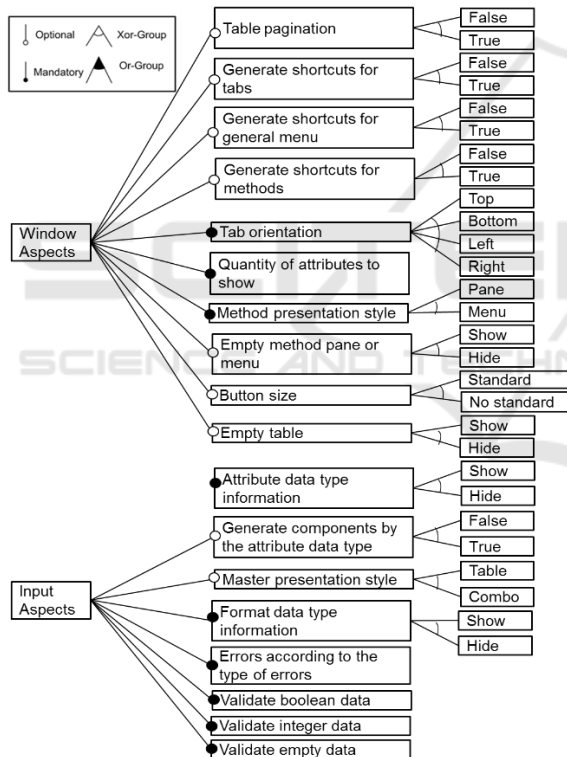 Optional
Xor-Group
Mandatory
Or-Group
Window
Aspects
Table pagination
False
True
Generate shortcuts for
tabs
False
True
Generate shortcuts for
general menu
False
True
Generate shortcuts for
methods
False
True
Tab orientation
Top
Bottom
Left
Right
Quantity of attributes to
show
Method presentation style
Pane
Menu
Empty method pane or
menu
Show
Hide
Button size
Standard
No standard
Empty table
Show
Hide
Input
Aspects
Attribute data type
information
Show
Hide
Generate components by
the attribute data type
False
True
Master presentation style
Table
Combo
Format data type
information
Show
Hide
Errors according to the
type of errors
Validate boolean data
Validate integer data
Validate empty data
SCIENCE AND TECHN